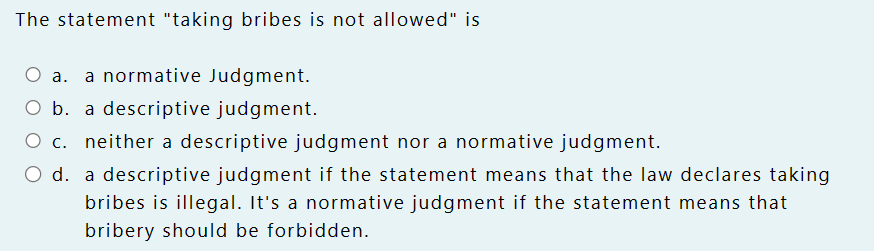 The statement "taking bribes is not allowed" is
a. a normative Judgment.
b. a descriptive judgment.
c. neither a descriptive judgment nor a normative judgment.
d. a descriptive judgment if the statement means that the law declares taking
bribes is illegal. It's a normative judgment if the statement means that
bribery should be forbidden.